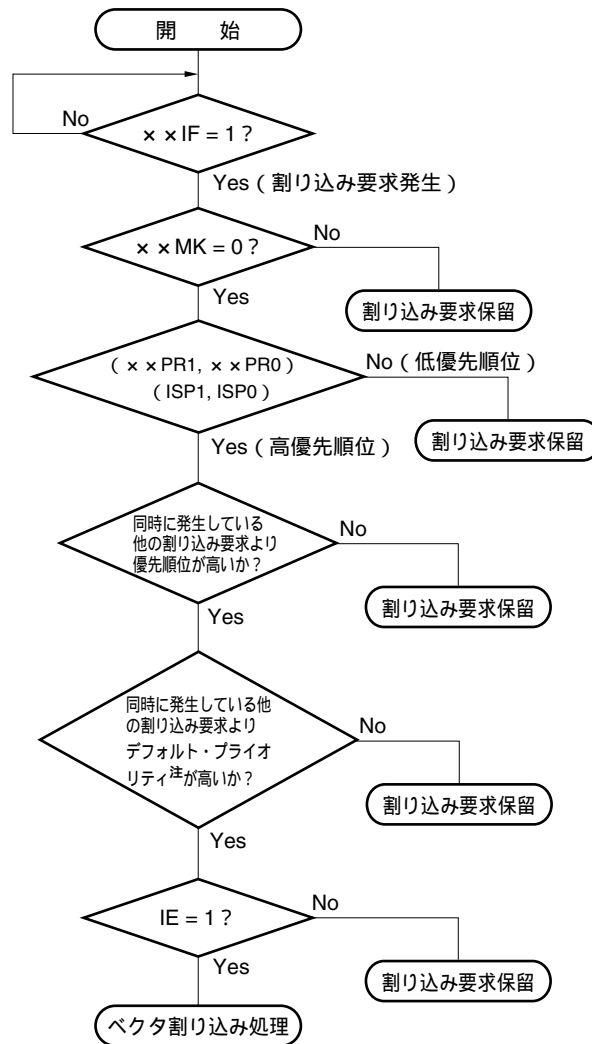 開 始
No
××IF = 1？
Yes（割り込み要求発生）
No
××MK = 0？
Yes
割り込み要求保留
（××PR1, ××PR0）
（ISP1, ISP0）
No（低優先順位）
Yes（高優先順位）
割り込み要求保留
同時に発生している
他の割り込み要求より
優先順位が高いか？
No
Yes
割り込み要求保留
同時に発生している他
の割り込み要求より
デフォルト・プライオ
リティ注が高いか？
No
Yes
割り込み要求保留
IE = 1？
No
Yes
割り込み要求保留
ベクタ割り込み処理